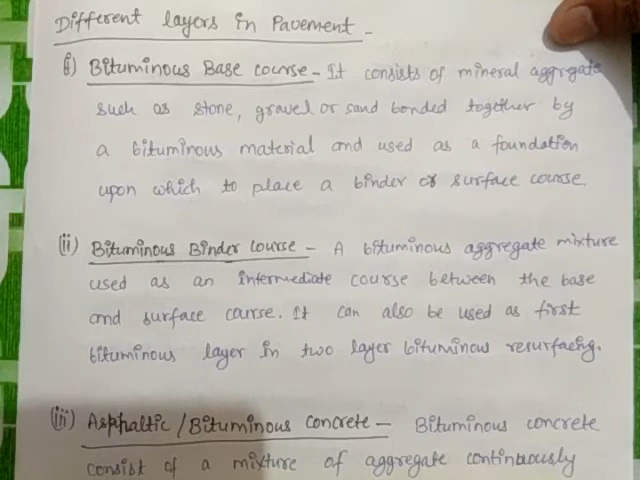 Different layers in Pavement -
i) Bituminous Base course - It consists of mineral aggregate
such as stone, gravel or sand bonded together by
a bituminous material and used as a foundation
upon which to place a binder or surface course.
(ii) Bituminous Binder course - A bituminous aggregate mixture
used as an intermediate course between the base
and surface course. It can also be used as first
bituminous layer in two layer bituminous resurfacing.
(iii) Asphaltic / Bituminous concrete - Bituminous concrete
consist of a mixture of aggregate continuously